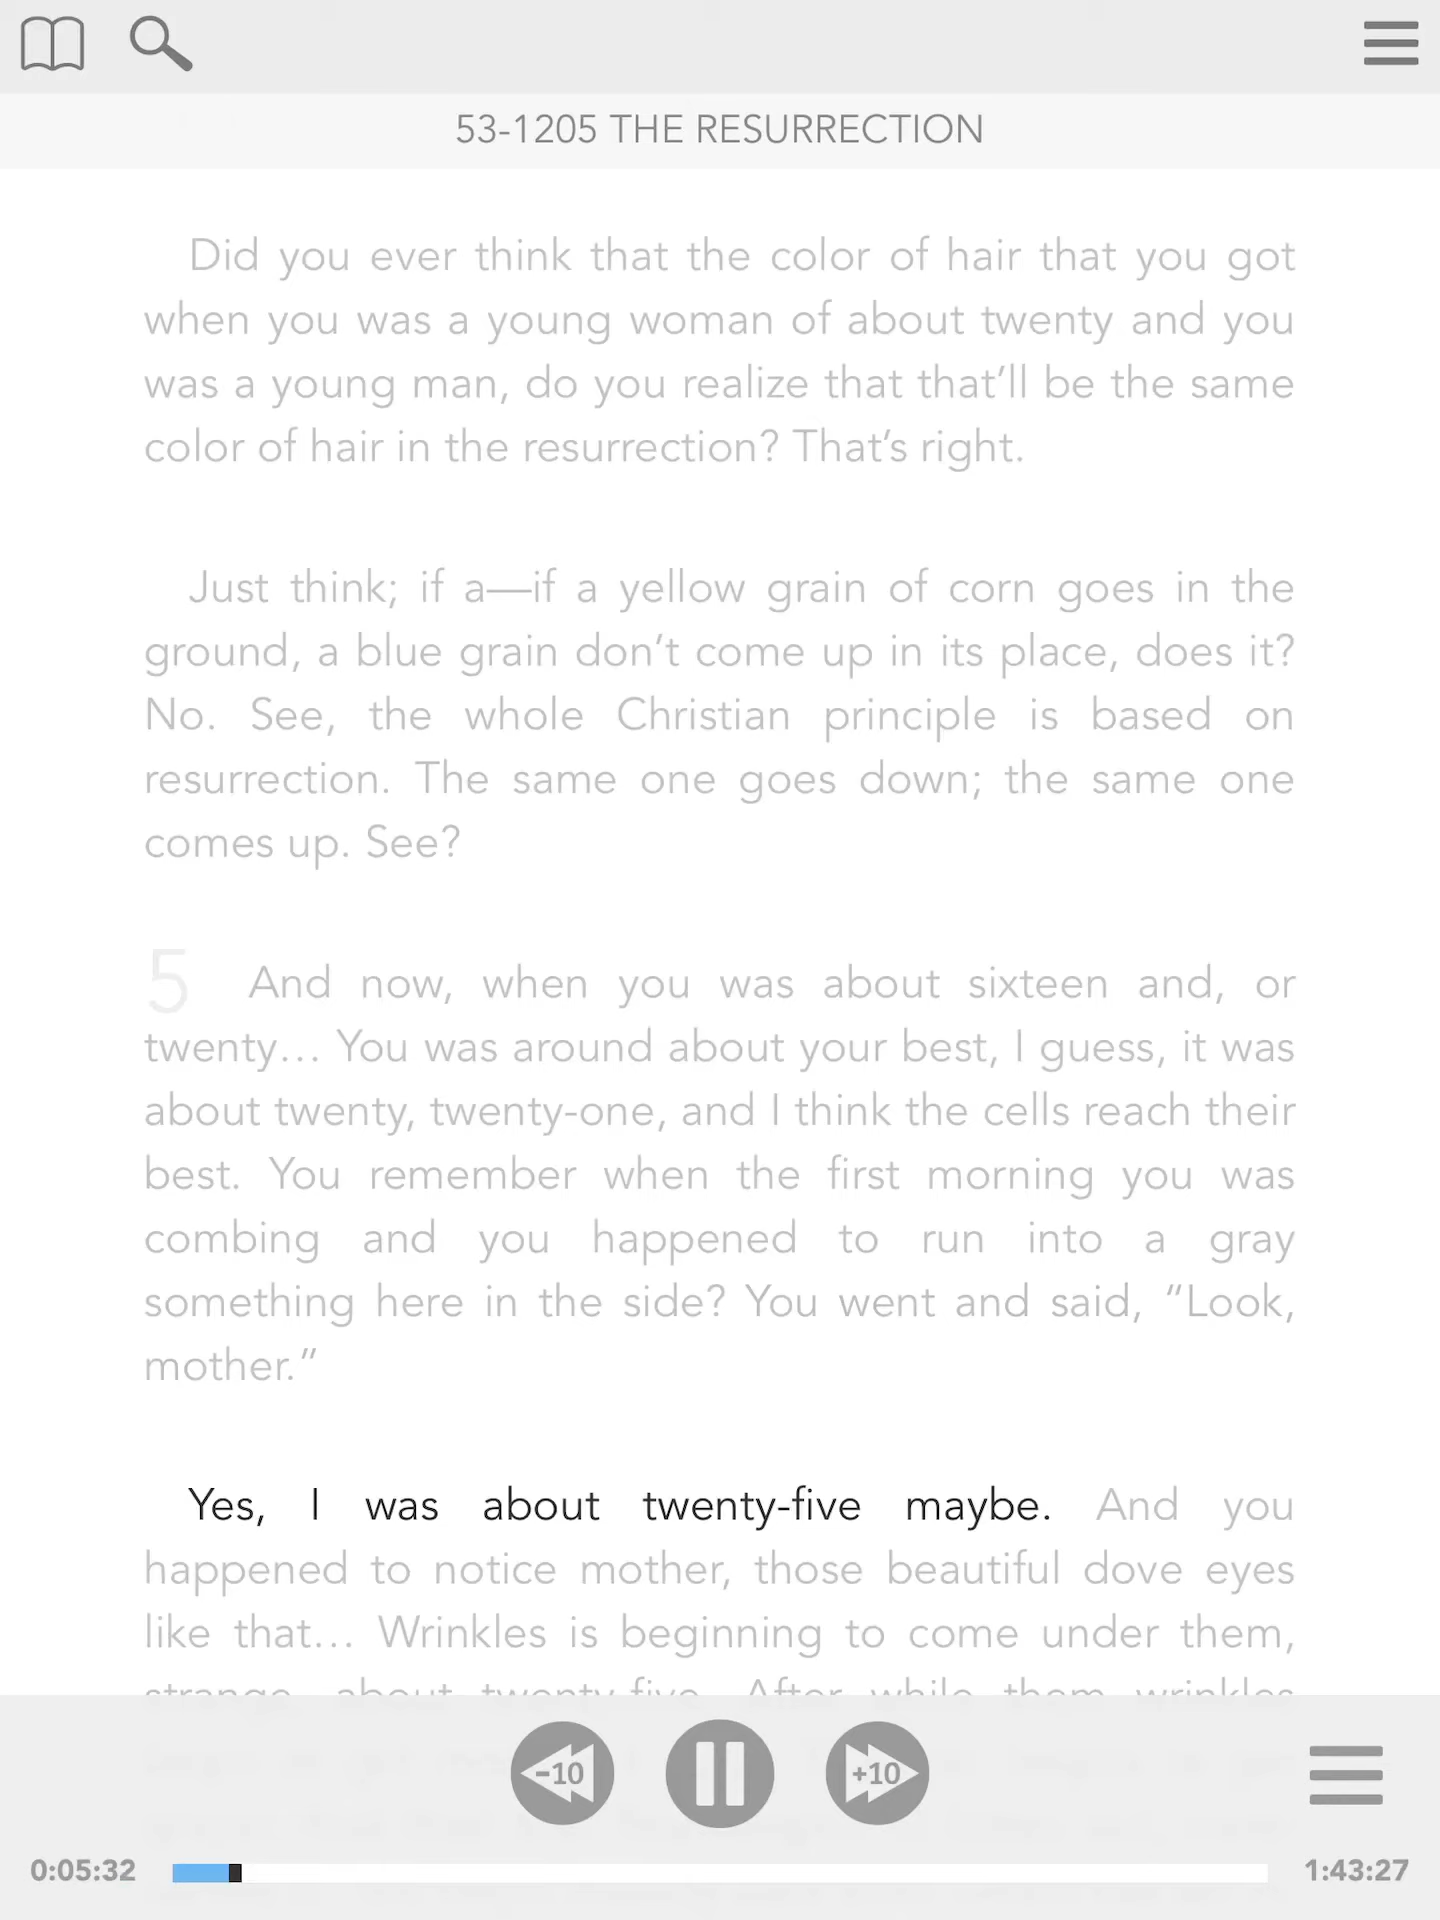 53-1205 THE RESURRECTION
Did you ever think that the color of hair that you got
when you was a young woman of about twenty and you
was a young man, do you realize that that’ll be the same
color of hair in the resurrection? That’s right.
Just think; if a—if a yellow grain of corn goes in the
ground, a blue grain don’t come up in its place, does it?
No. See, the whole Christian principle is based on
resurrection. The same one goes down; the same one
comes up. See?
5 And now, when you was about sixteen and, or
twenty… You was around about your best, I guess, it was
about twenty, twenty-one, and I think the cells reach their
best. You remember when the first morning you was
combing and you happened to run into a gray
something here in the side? You went and said, “Look,
mother.”
Yes, I was about twenty-five maybe. And you
happened to notice mother, those beautiful dove eyes
like that… Wrinkles is beginning to come under them,
strange, about twenty-five. After while them wrinkles
-10 +10
0:05:32 1:43:27